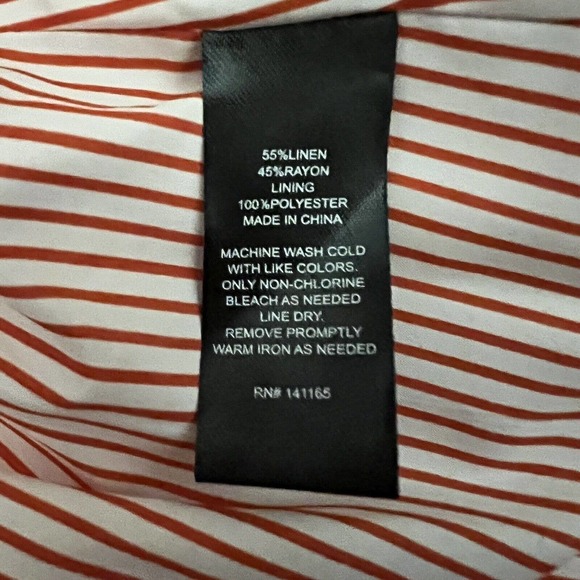 55%LINEN
45%RAYON
LINING
100%POLYESTER
MADE IN CHINA
MACHINE WASH COLD
WITH LIKE COLORS.
ONLY NON-CHLORINE
BLEACH AS NEEDED
LINE DRY.
REMOVE PROMPTLY
WARM IRON AS NEEDED
RN# 141165